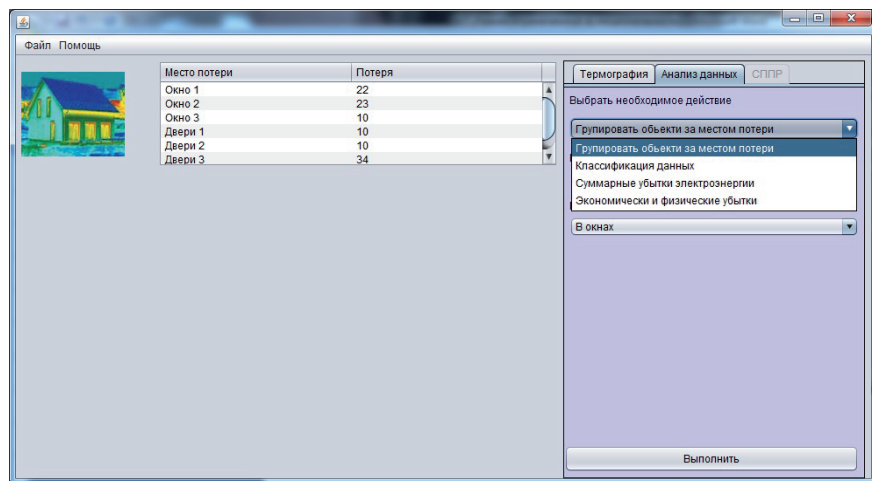 Файл Помощь
Место потери Потеря
Окно 1 22
Окно 2 23
Окно 3 10
Двери 1 10
Двери 2 10
Двери 3 34
Термография Анализ данных СППР
Выбрать необходимое действие
Групировать обьекти за местом потери
Групировать обьекти за местом потери
Классификация данных
Суммарные убытки электроэнергии
Экономически и физические убытки
В окнах
Выполнить